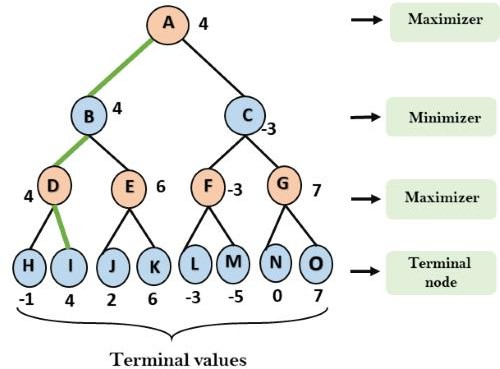 A 4 Maximizer
B 4 C -3 Minimizer
4 D E 6 F -3 G 7 Maximizer
H I J K L M N O Terminal node
-1 4 2 6 -3 -5 0 7
Terminal values